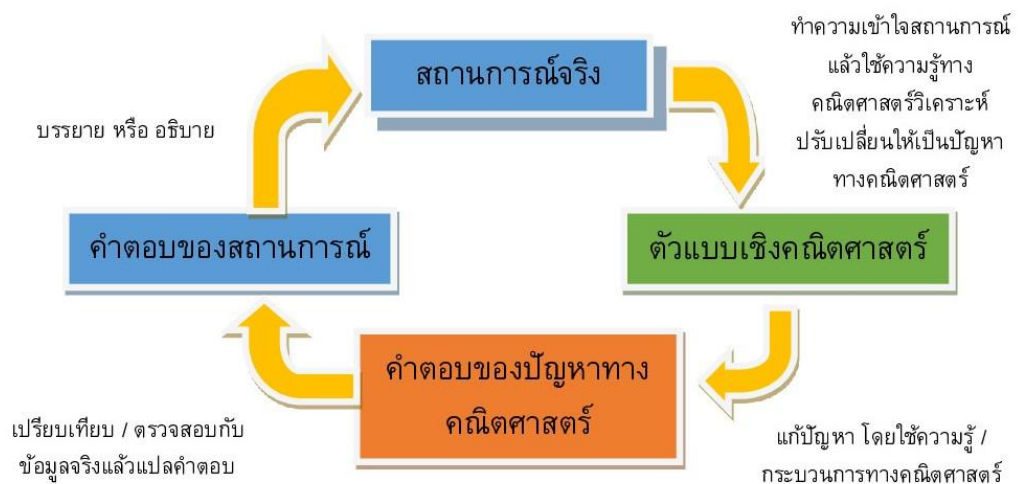 สถานการณ์จริง
ทำความเข้าใจสถานการณ์
แล้วใช้ความรู้ทาง
คณิตศาสตร์วิเคราะห์
ปรับเปลี่ยนให้เป็นปัญหา
ทางคณิตศาสตร์
บรรยาย หรือ อธิบาย
คำตอบของสถานการณ์
ตัวแบบเชิงคณิตศาสตร์
คำตอบของปัญหาทาง
คณิตศาสตร์
เปรียบเทียบ / ตรวจสอบกับ
ข้อมูลจริงแล้วแปลคำตอบ
แก้ปัญหา โดยใช้ความรู้ /
กระบวนการทางคณิตศาสตร์